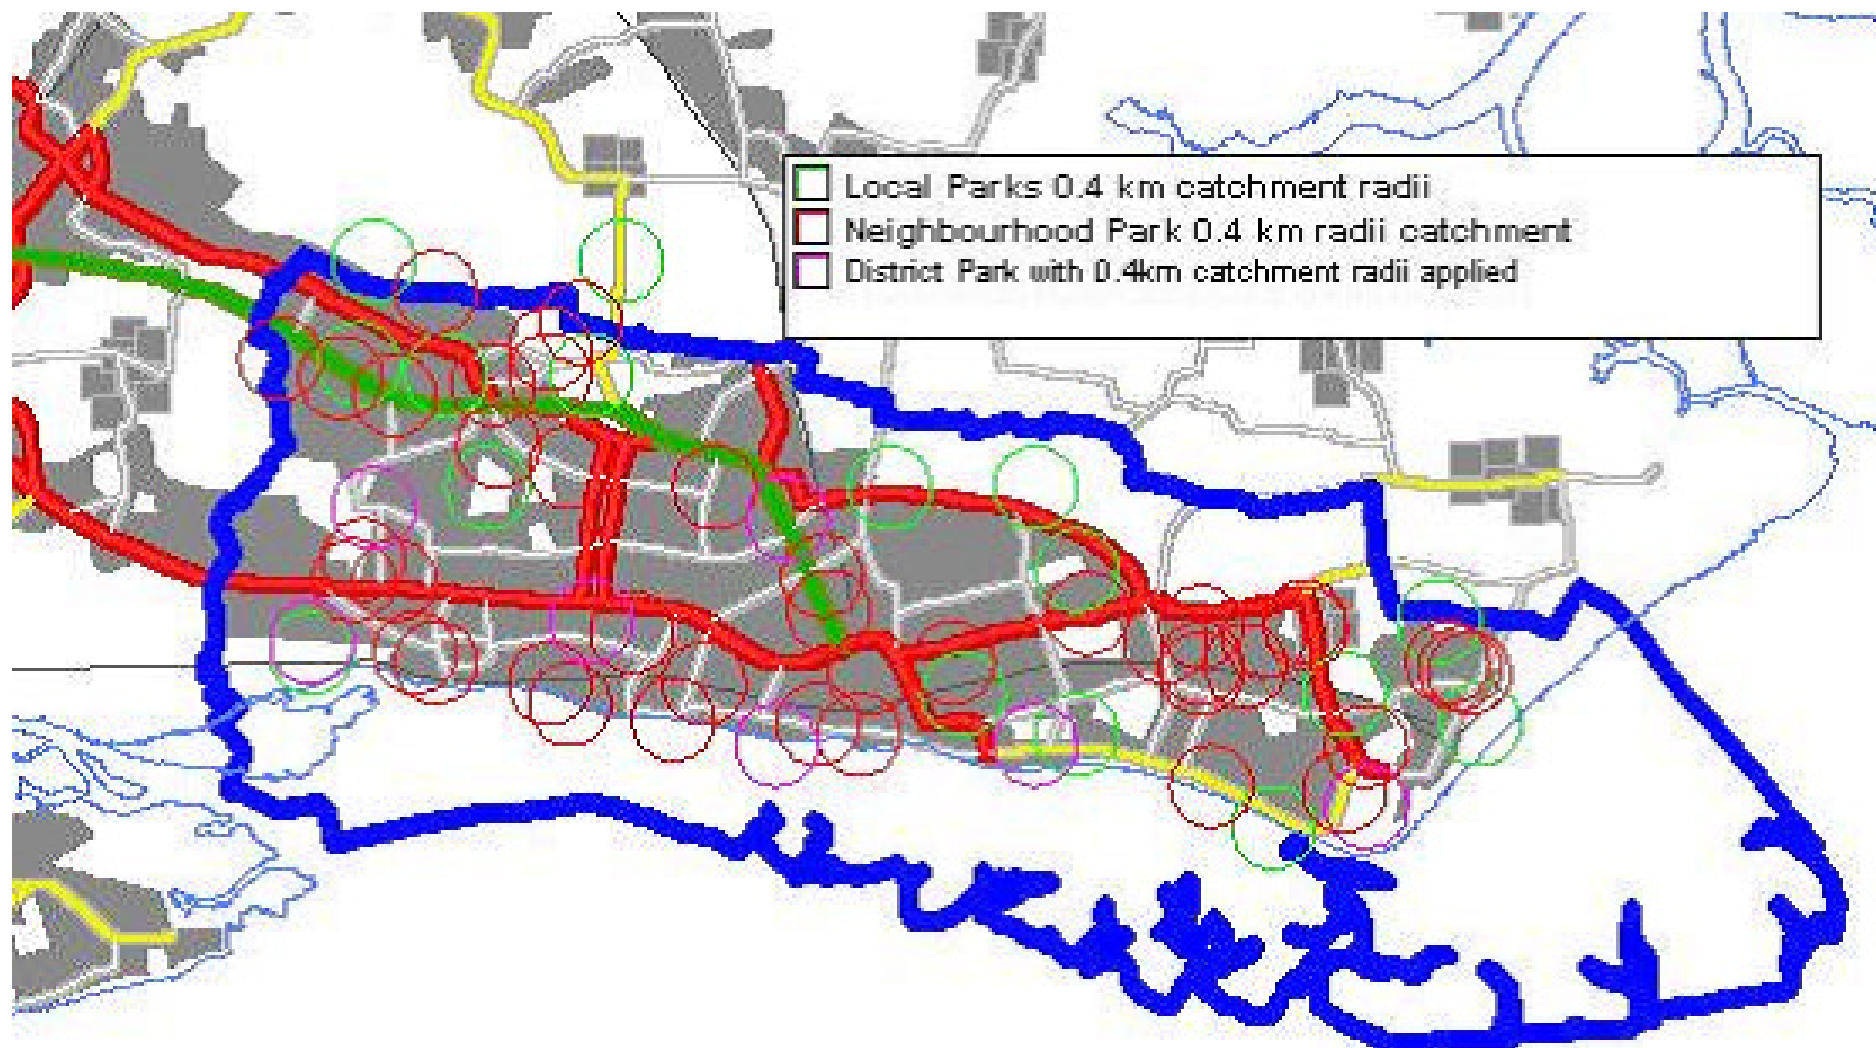 Local Parks 0.4 km catchment radii
Neighbourhood Park 0.4 km radii catchment
District Park with 0.4km catchment radii applied